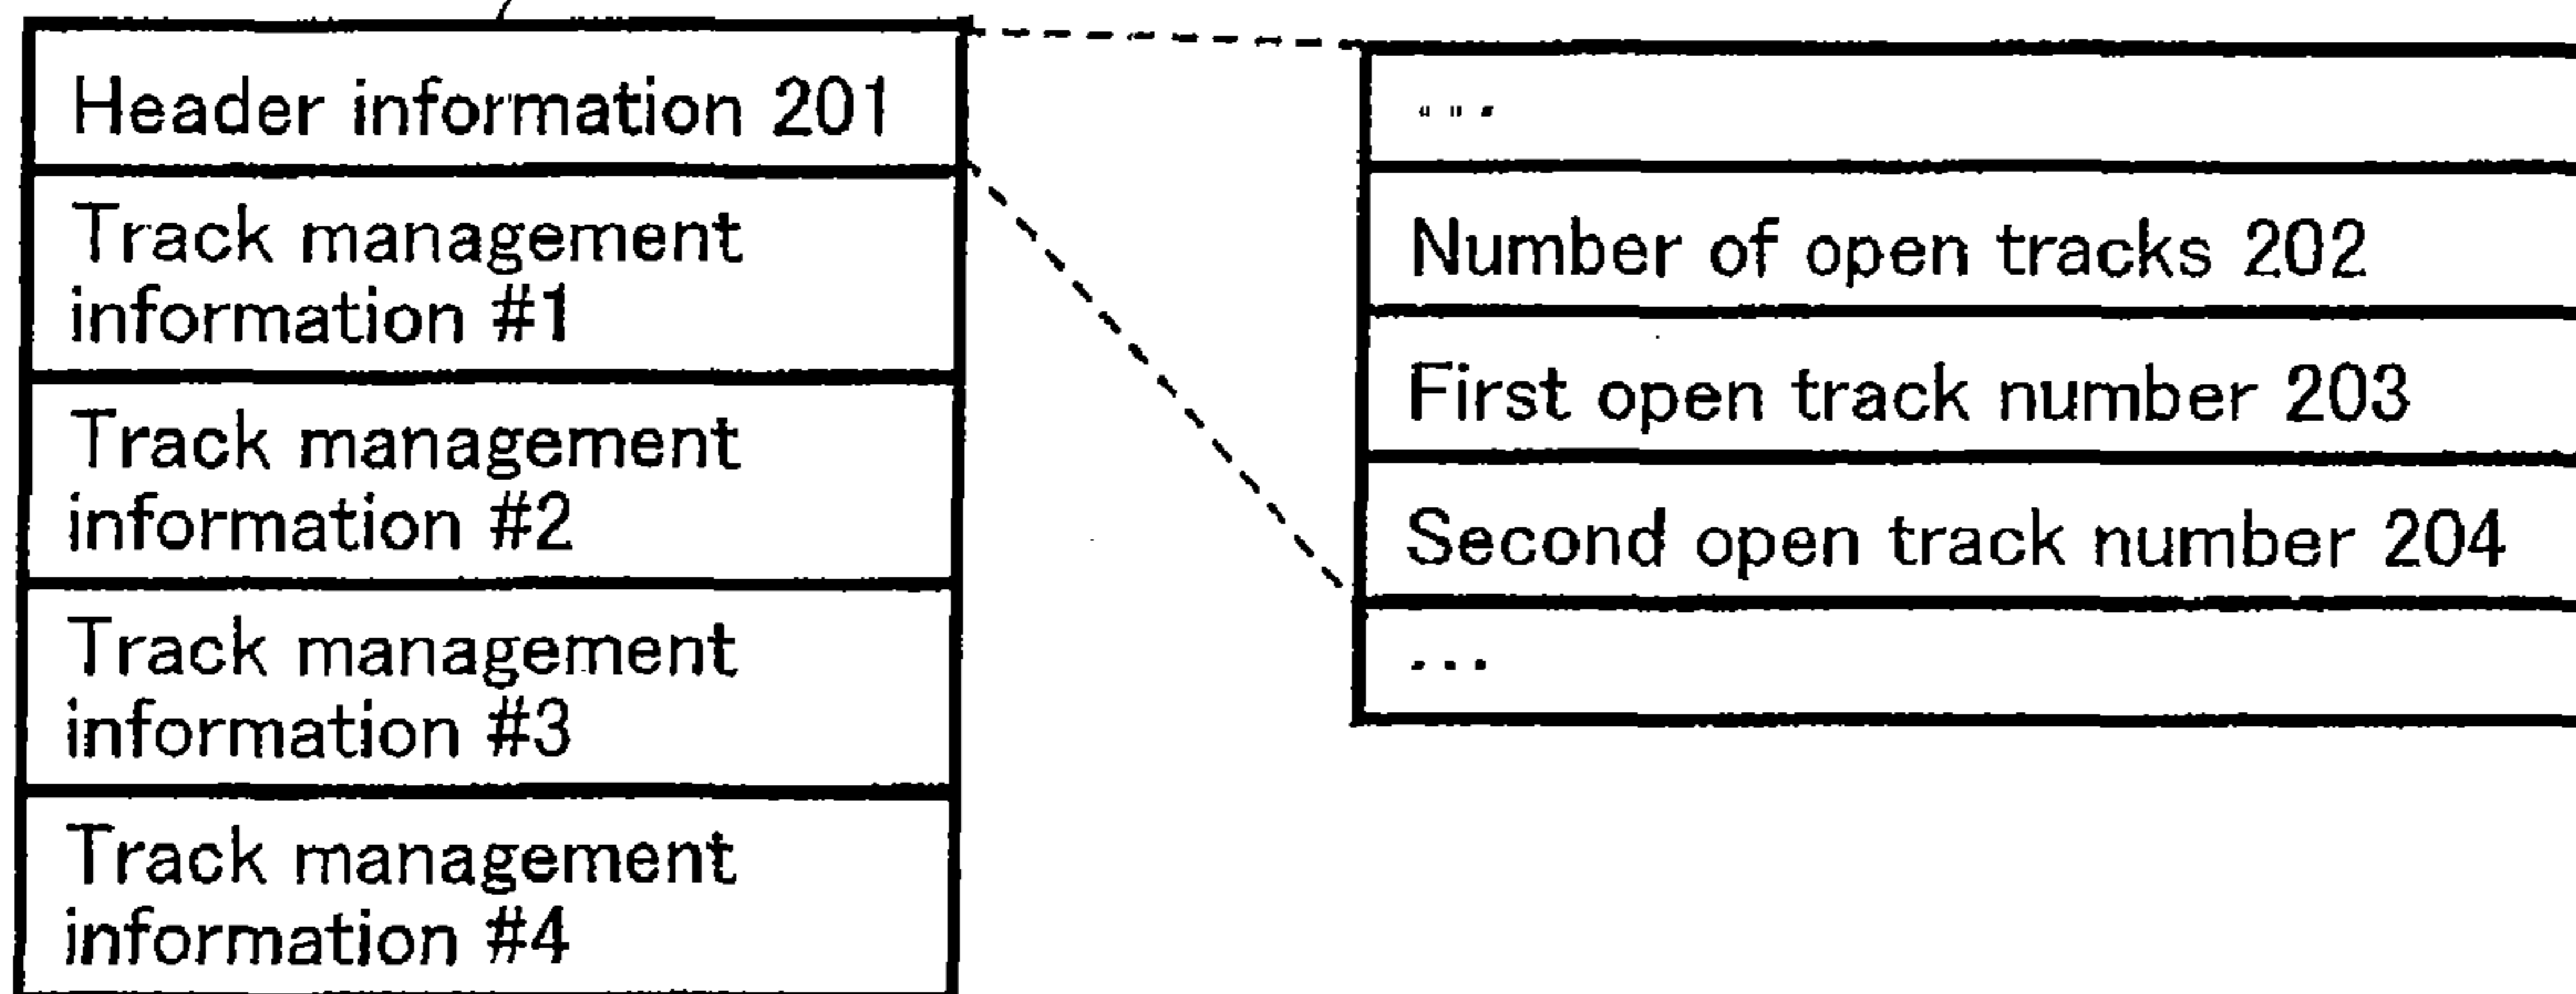 Header information 201
Track management
information #1
Track management
information #2
Track management
information #3
Track management
information #4
...
Number of open tracks 202
First open track number 203
Second open track number 204
...